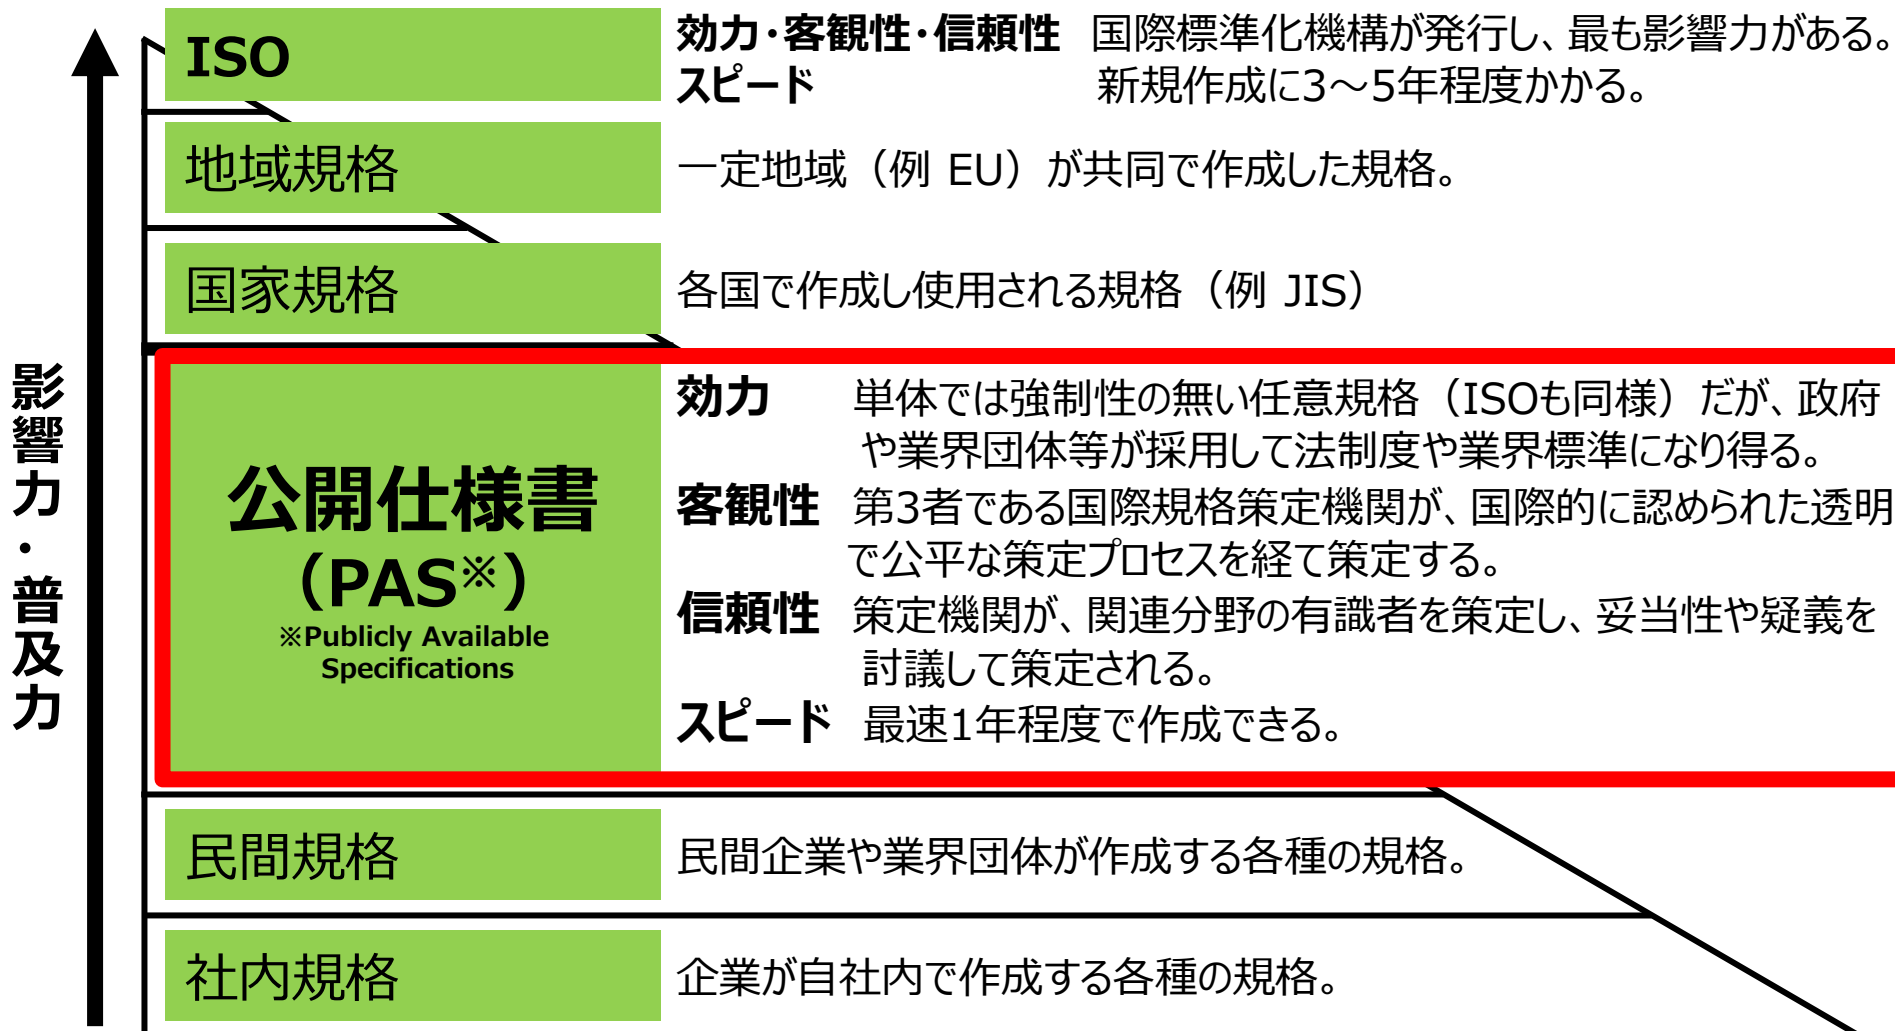 影響力・普及力
ISO
効力・客観性・信頼性 国際標準化機構が発行し、最も影響力がある。
スピード 新規作成に3～5年程度かかる。
地域規格
一定地域（例 EU）が共同で作成した規格。
国家規格
各国で作成し使用される規格（例 JIS）
公開仕様書
（PAS※）
※Publicly Available
Specifications
効力 単体では強制性の無い任意規格（ISOも同様）だが、政府
や業界団体等が採用して法制度や業界標準になり得る。
客観性 第3者である国際規格策定機関が、国際的に認められた透明
で公平な策定プロセスを経て策定する。
信頼性 策定機関が、関連分野の有識者を策定し、妥当性や疑義を
討議して策定される。
スピード 最速1年程度で作成できる。
民間規格
民間企業や業界団体が作成する各種の規格。
社内規格
企業が自社内で作成する各種の規格。